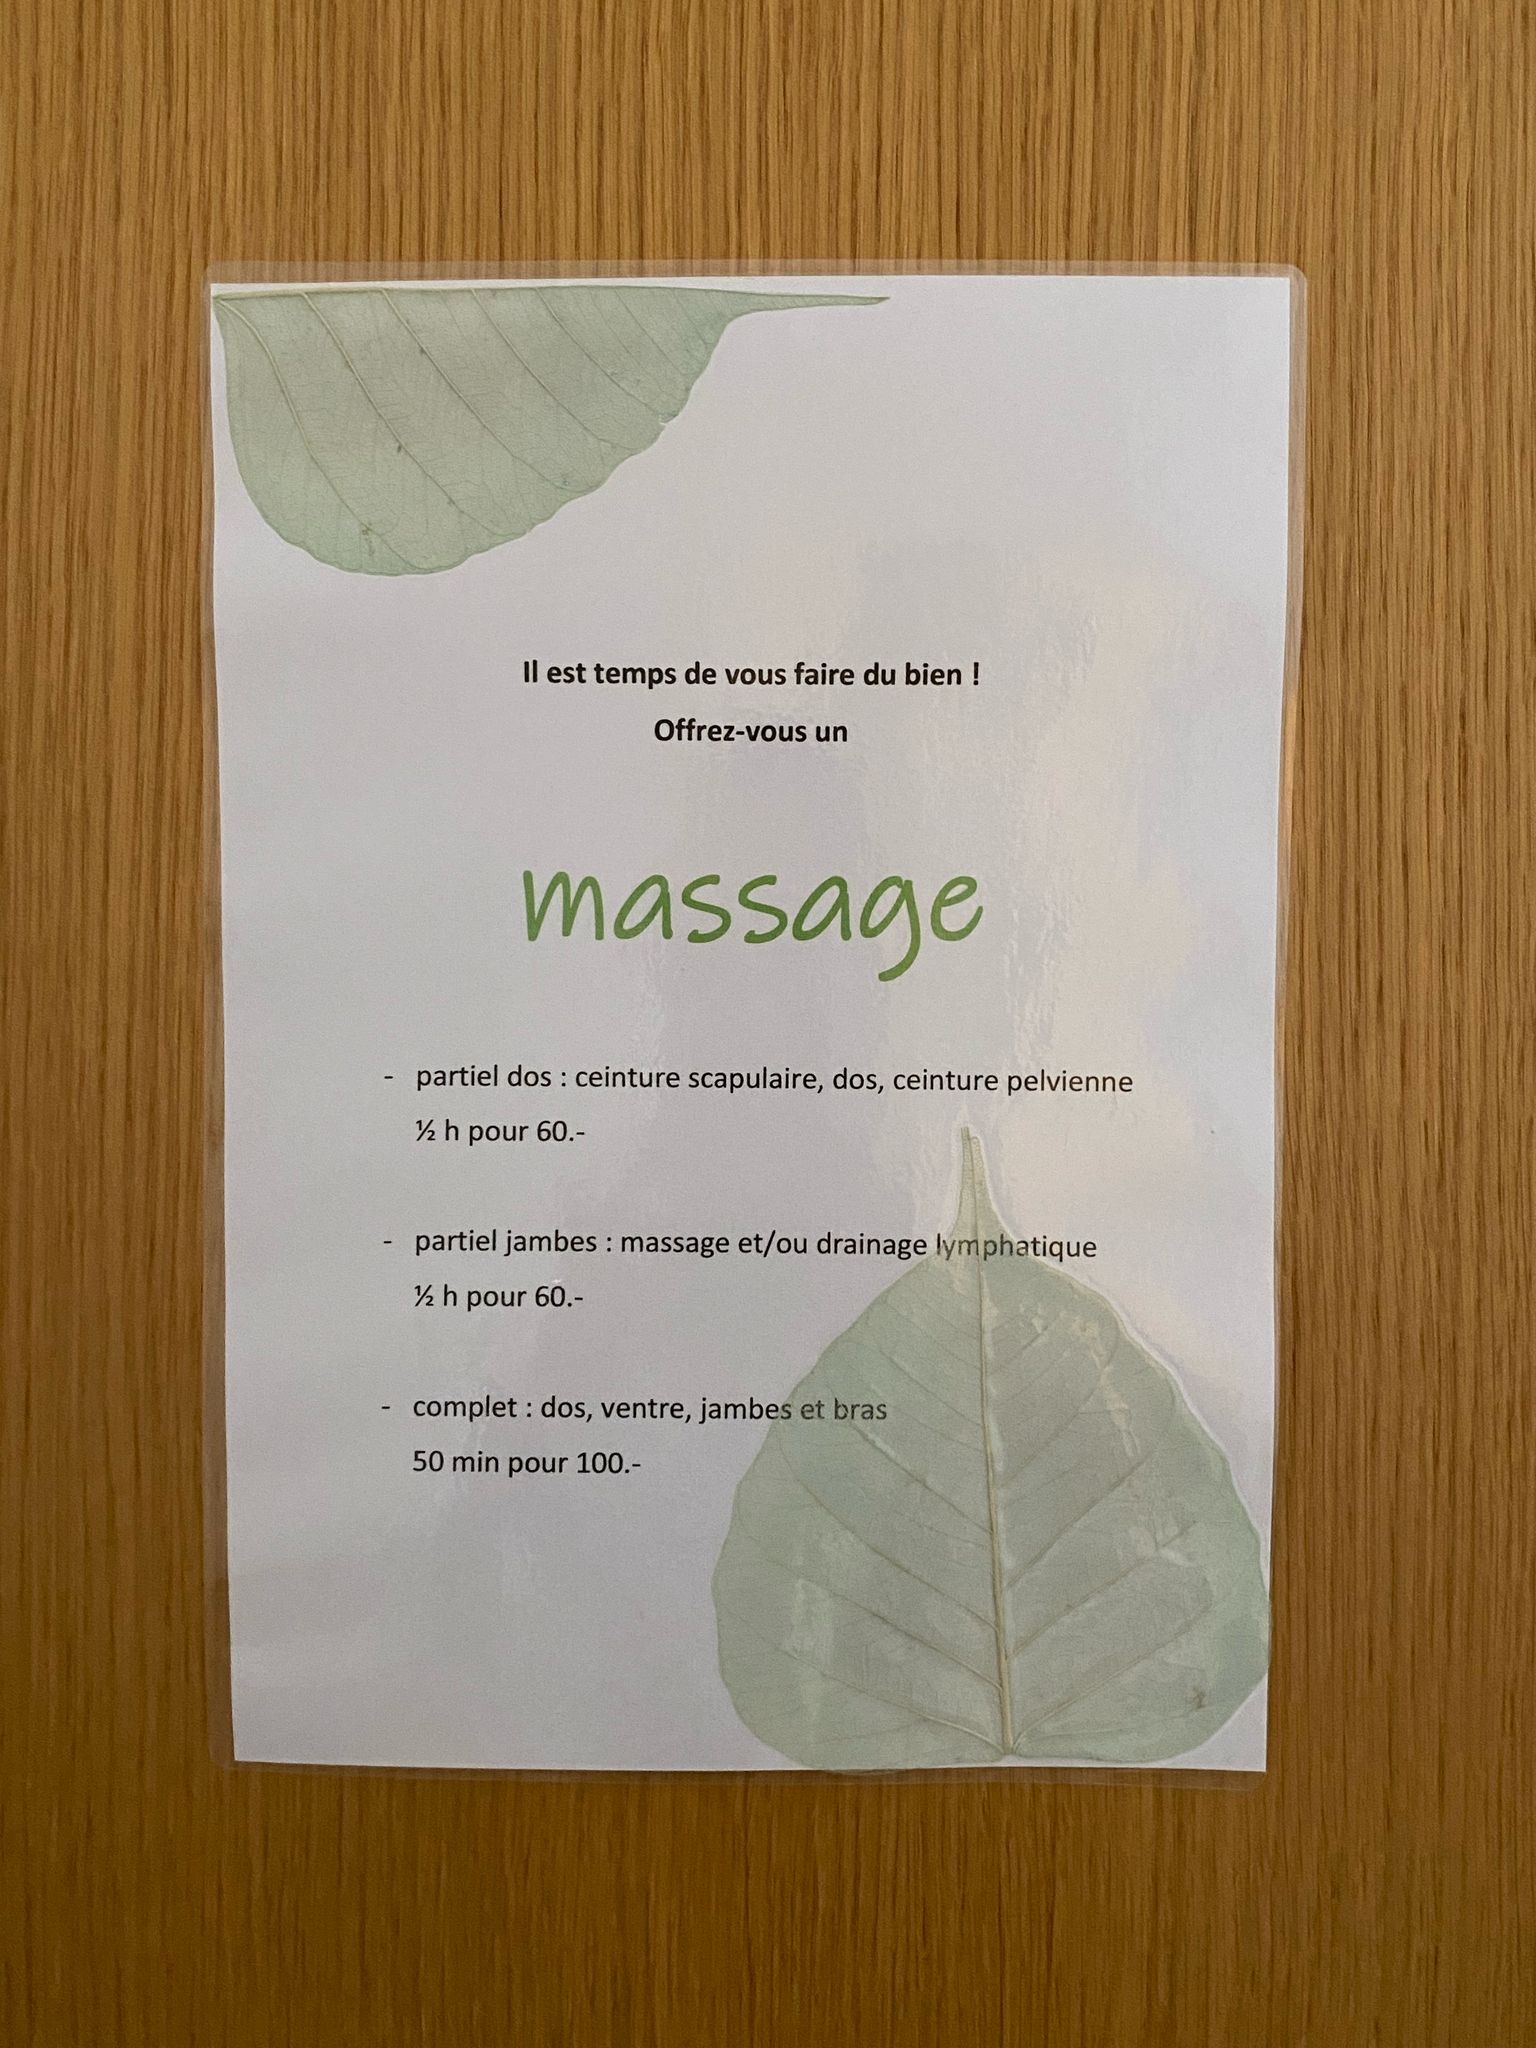 Il est temps de vous faire du bien !
Offrez-vous un
massage
- partiel dos : ceinture scapulaire, dos, ceinture pelvienne
½ h pour 60.-
- partiel jambes : massage et/ou drainage lymphatique
½ h pour 60.-
- complet : dos, ventre, jambes et bras
50 min pour 100.-